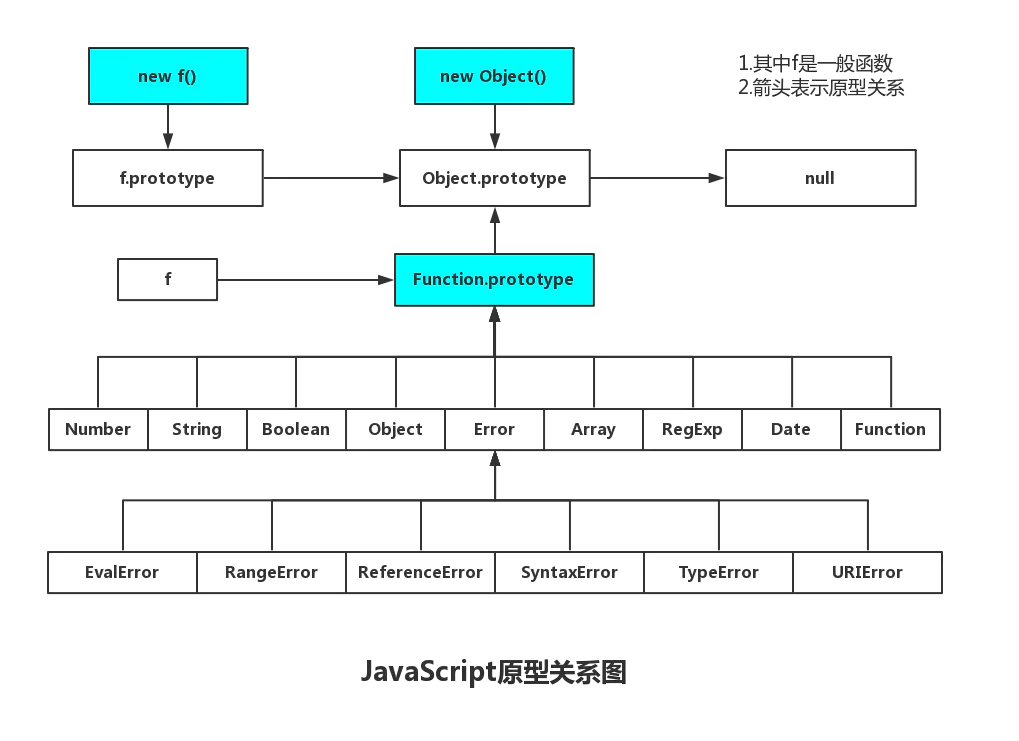 new f()
new Object()
1.其中f是一般函数
2.箭头表示原型关系
f.prototype
Object.prototype
null
f
Function.prototype
Number
String
Boolean
Object
Error
Array
RegExp
Date
Function
EvalError
RangeError
ReferenceError
SyntaxError
TypeError
URIError
JavaScript原型关系图